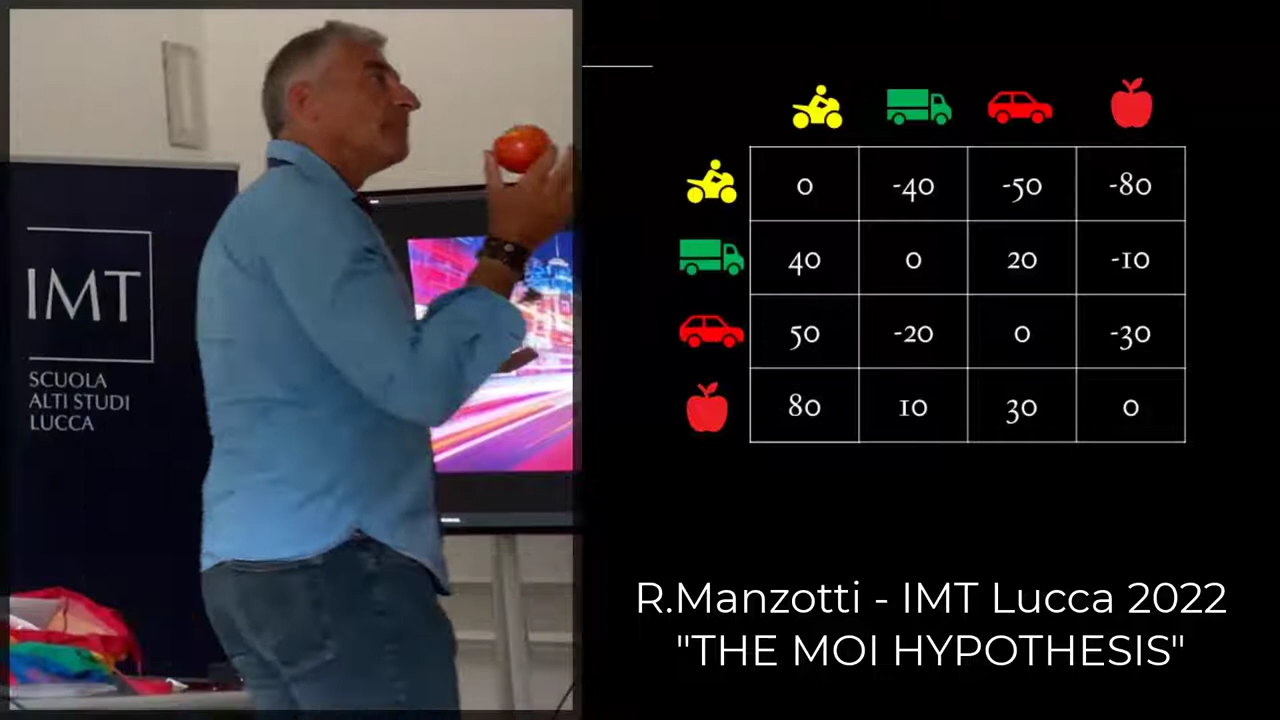 IMT
SCUOLA
ALTI STUDI
LUCCA
0 -40 -50 -80
40 0 20 -10
50 -20 0 -30
80 10 30 0
R.Manzotti - IMT Lucca 2022
"THE MOI HYPOTHESIS"